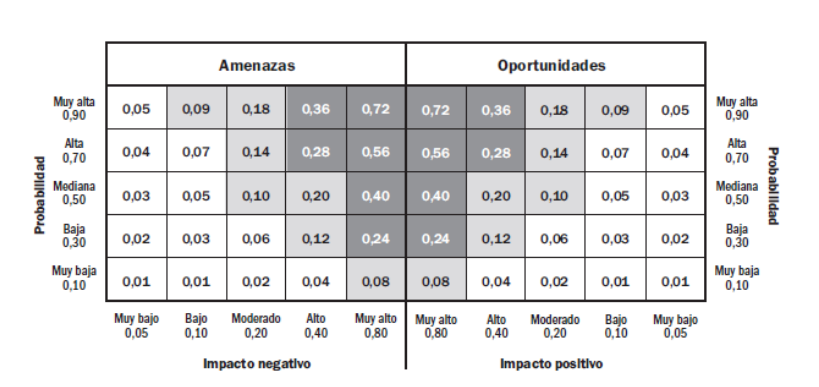 Amenazas Oportunidades
Muy alta 0,05 0,09 0,18 0,36 0,72 0,72 0,36 0,18 0,09 0,05 Muy alta
0,90 0,90
Alta 0,04 0,07 0,14 0,28 0,56 0,56 0,28 0,14 0,07 0,04 Alta
0,70 0,70
Probabilidad
Mediana 0,03 0,05 0,10 0,20 0,40 0,40 0,20 0,10 0,05 0,03 Mediana
0,50 0,50
Probabilidad
Baja 0,02 0,03 0,06 0,12 0,24 0,24 0,12 0,06 0,03 0,02 Baja
0,30 0,30
Muy baja 0,01 0,01 0,02 0,04 0,08 0,08 0,04 0,02 0,01 0,01 Muy baja
0,10 0,10
Muy bajo Bajo Moderado Alto Muy alto Muy alto Alto Moderado Bajo Muy bajo
0,05 0,10 0,20 0,40 0,80 0,80 0,40 0,20 0,10 0,05
Impacto negativo Impacto positivo